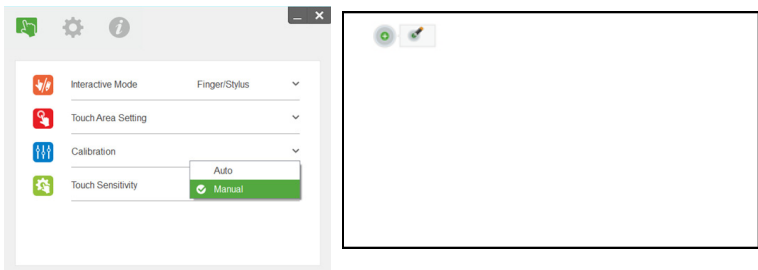 Interactive Mode Finger/Stylus
Touch Area Setting
Calibration
Auto
Touch Sensitivity
Manual